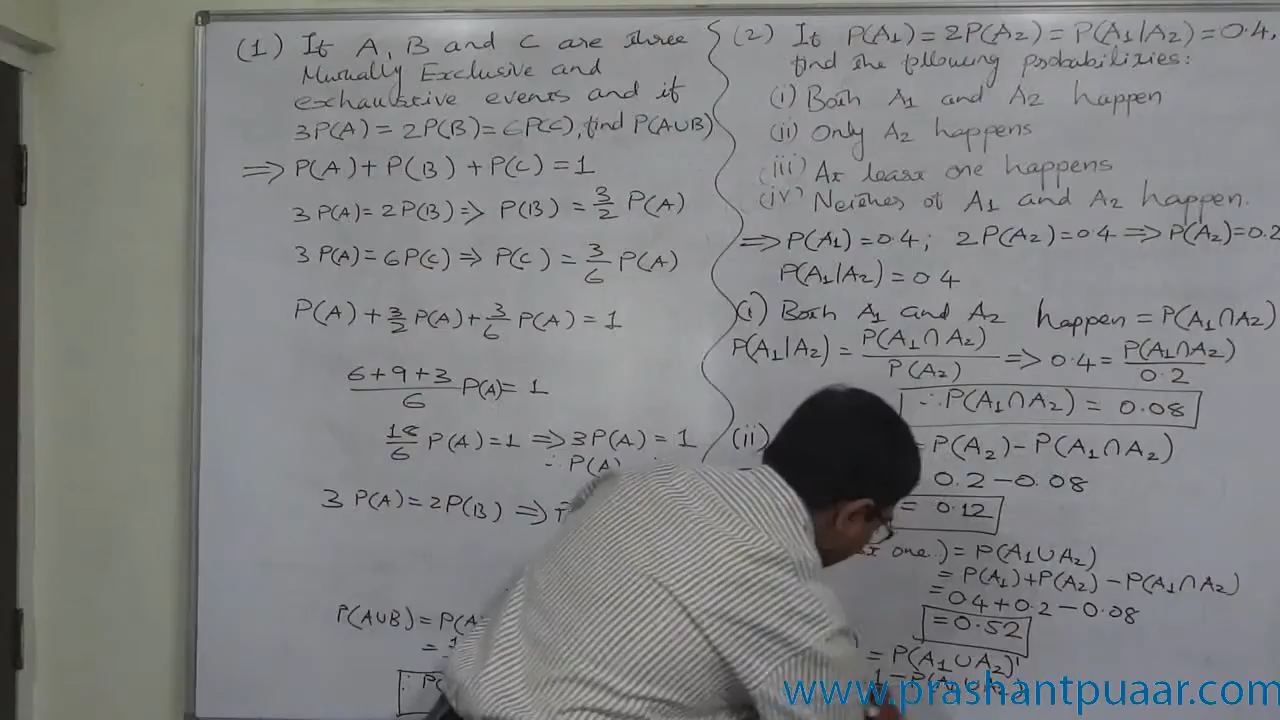 (1) If A, B and C are three
Mutually Exclusive and
exhaustive events and if
3P(A) = 2P(B) = 6P(C), find P(A∪B)
⇒ P(A) + P(B) + P(C) = 1
3P(A) = 2P(B) ⇒ P(B) = 3/2 P(A)
3P(A) = 6P(C) ⇒ P(C) = 3/6 P(A)
P(A) + 3/2 P(A) + 3/6 P(A) = 1
6+9+3/6 P(A) = 1
18/6 P(A) = 1 ⇒ 3P(A) = 1
∴ P(A)
3P(A) = 2P(B) ⇒
P(A∪B) = P(A
= 1
∴ P(
(2) If P(A1) = 2P(A2) = P(A1|A2) = 0.4,
find the following probabilities:
(i) Both A1 and A2 happen
(ii) Only A2 happens
(iii) At least one happens
(iv) Neither of A1 and A2 happen.
⇒ P(A1) = 0.4; 2P(A2) = 0.4 ⇒ P(A2) = 0.2
P(A1|A2) = 0.4
(i) Both A1 and A2 happen = P(A1∩A2)
P(A1|A2) = P(A1∩A2)/P(A2) ⇒ 0.4 = P(A1∩A2)/0.2
∴ P(A1∩A2) = 0.08
(ii) P(A2) - P(A1∩A2)
0.2 - 0.08
= 0.12
one) = P(A1∪A2)
= P(A1) + P(A2) - P(A1∩A2)
= 0.4 + 0.2 - 0.08
= 0.52
= P(A1∪A2)'
1 - P(A1∪A2)
www.prashantpuaar.com